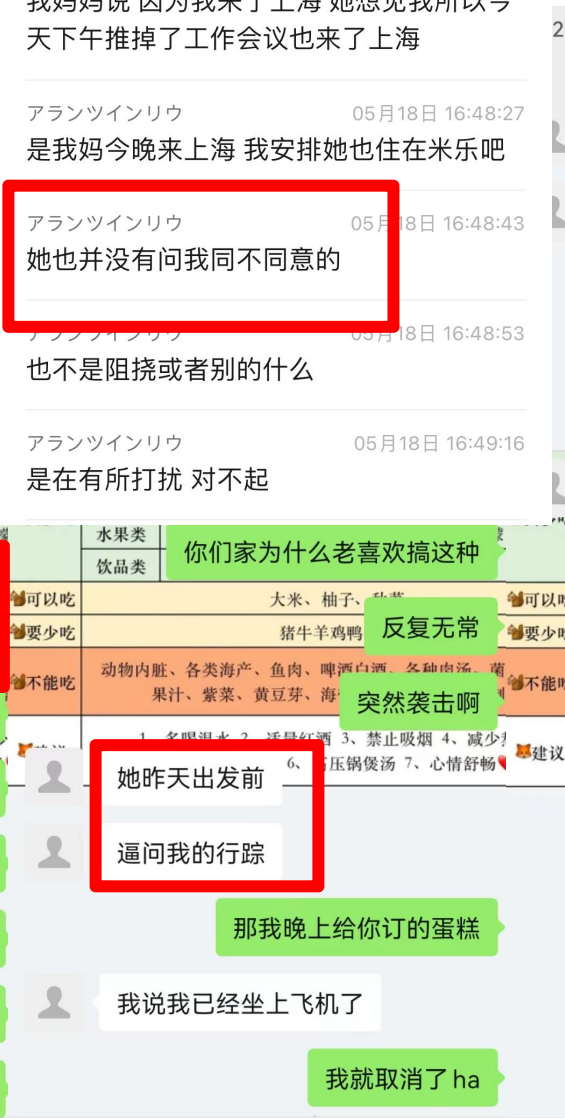 我妈妈说 因为我来了上海 她想见我所以今
天下午推掉了工作会议也来了上海
アランツインリウ
05月18日 16:48:27
是我妈今晚来上海 我安排她也住在米乐吧
アランツインリウ
05月18日 16:48:43
她也并没有问我同不同意的
アランツインリウ
05月18日 16:48:53
也不是阻挠或者别的什么
アランツインリウ
05月18日 16:49:16
是在有所打扰 对不起
水果类
你们家为什么老喜欢搞这种
饮品类
可以吃
大米、柚子、
可以吃
要少吃
猪牛羊鸡鸭
反复无常
要少吃
不能吃
动物内脏、各类海产、鱼肉、啤酒白酒、各种肉汤、菌
果汁、紫菜、黄豆芽、海
突然袭击啊
不能吃
1、多喝温水 2、适量红酒 3、禁止吸烟 4、减少
6、高压锅煲汤 7、心情舒畅
建议
她昨天出发前
逼问我的行踪
那我晚上给你订的蛋糕
我说我已经坐上飞机了
我就取消了ha